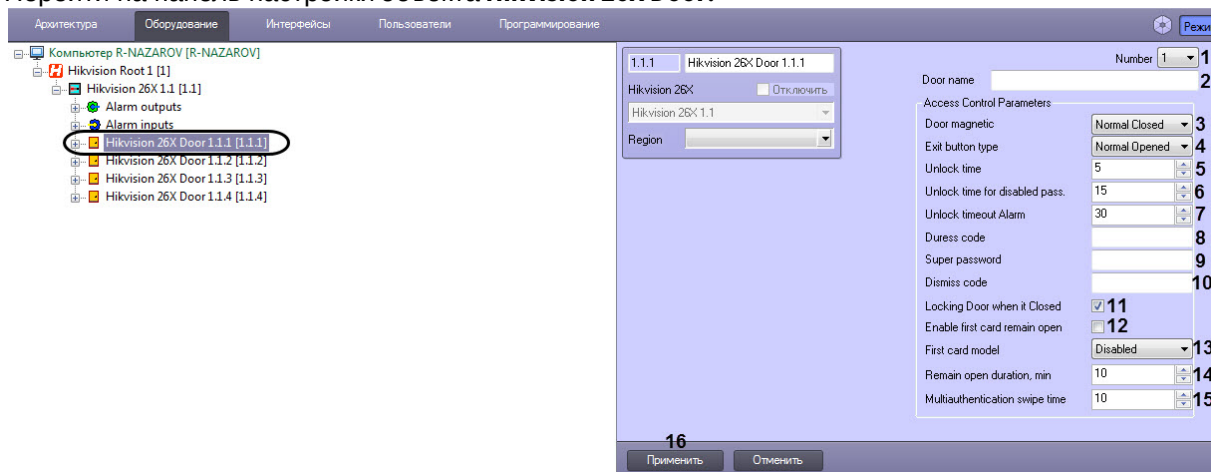 Архитектура Оборудование Интерфейсы Пользователи Программирование
Компьютер R-NAZAROV [R-NAZAROV]
Hikvision Root 1 [1]
Hikvision 26X 1.1 [1.1]
Alarm outputs
Alarm inputs
Hikvision 26X Door 1.1.1 [1.1.1]
Hikvision 26X Door 1.1.2 [1.1.2]
Hikvision 26X Door 1.1.3 [1.1.3]
Hikvision 26X Door 1.1.4 [1.1.4]
1.1.1 Hikvision 26X Door 1.1.1
Hikvision 26X Отключить
Hikvision 26X 1.1
Region
Number 1 1
Door name 2
Access Control Parameters
Door magnetic Normal Closed 3
Exit button type Normal Opened 4
Unlock time 5 5
Unlock time for disabled pass. 15 6
Unlock timeout Alarm 30 7
Duress code 8
Super password 9
Dismiss code 10
Locking Door when it Closed 11
Enable first card remain open 12
First card model Disabled 13
Remain open duration, min 10 14
Multiauthentication swipe time 10 15
16
Применить Отменить